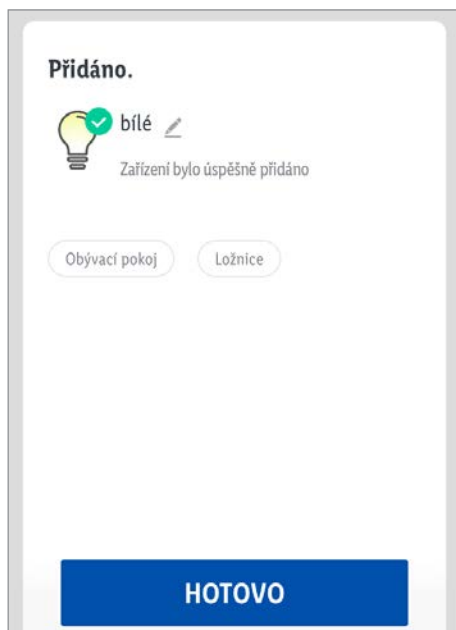 Přidáno.
bílé
Zařízení bylo úspěšně přidáno
Obývací pokoj
Ložnice
HOTOVO